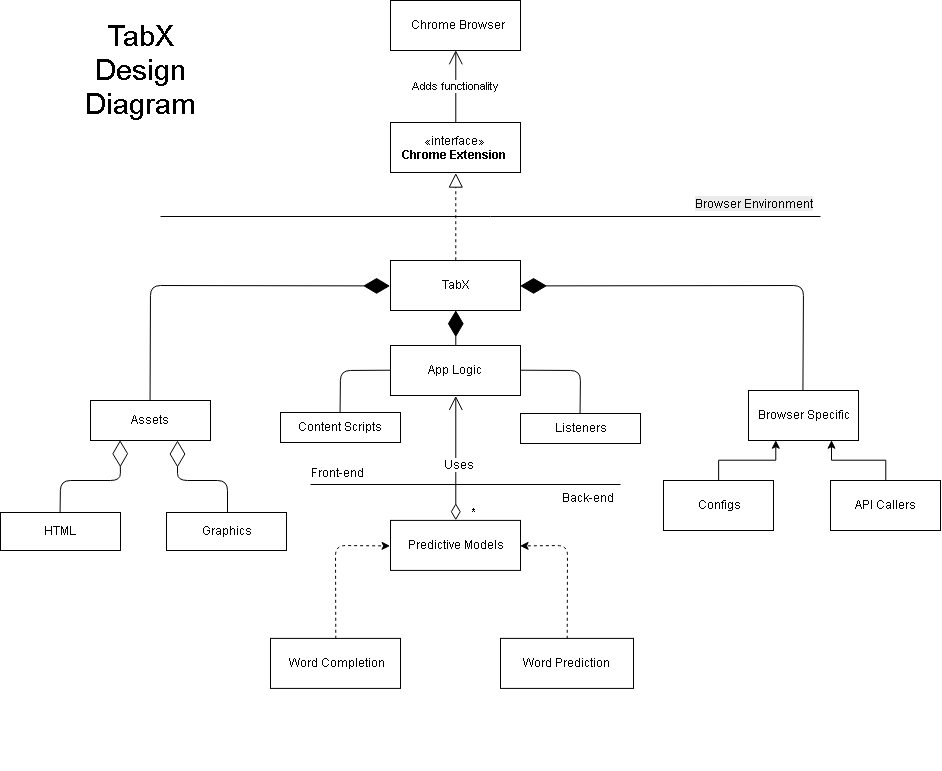 TabX
Design
Diagram
Chrome Browser
Adds functionality
«interface»
Chrome Extension
Browser Environment
TabX
App Logic
Content Scripts
Listeners
Assets
HTML
Graphics
Browser Specific
Configs
API Callers
Uses
Front-end
Back-end
*
Predictive Models
Word Completion
Word Prediction